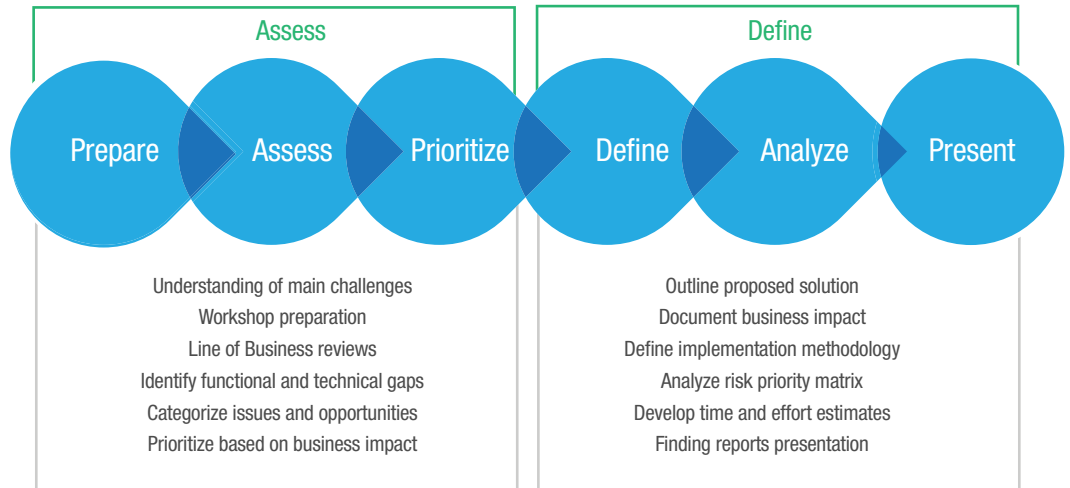 Assess
Define
Prepare
Assess
Prioritize
Define
Analyze
Present
Understanding of main challenges
Workshop preparation
Line of Business reviews
Identify functional and technical gaps
Categorize issues and opportunities
Prioritize based on business impact
Outline proposed solution
Document business impact
Define implementation methodology
Analyze risk priority matrix
Develop time and effort estimates
Finding reports presentation